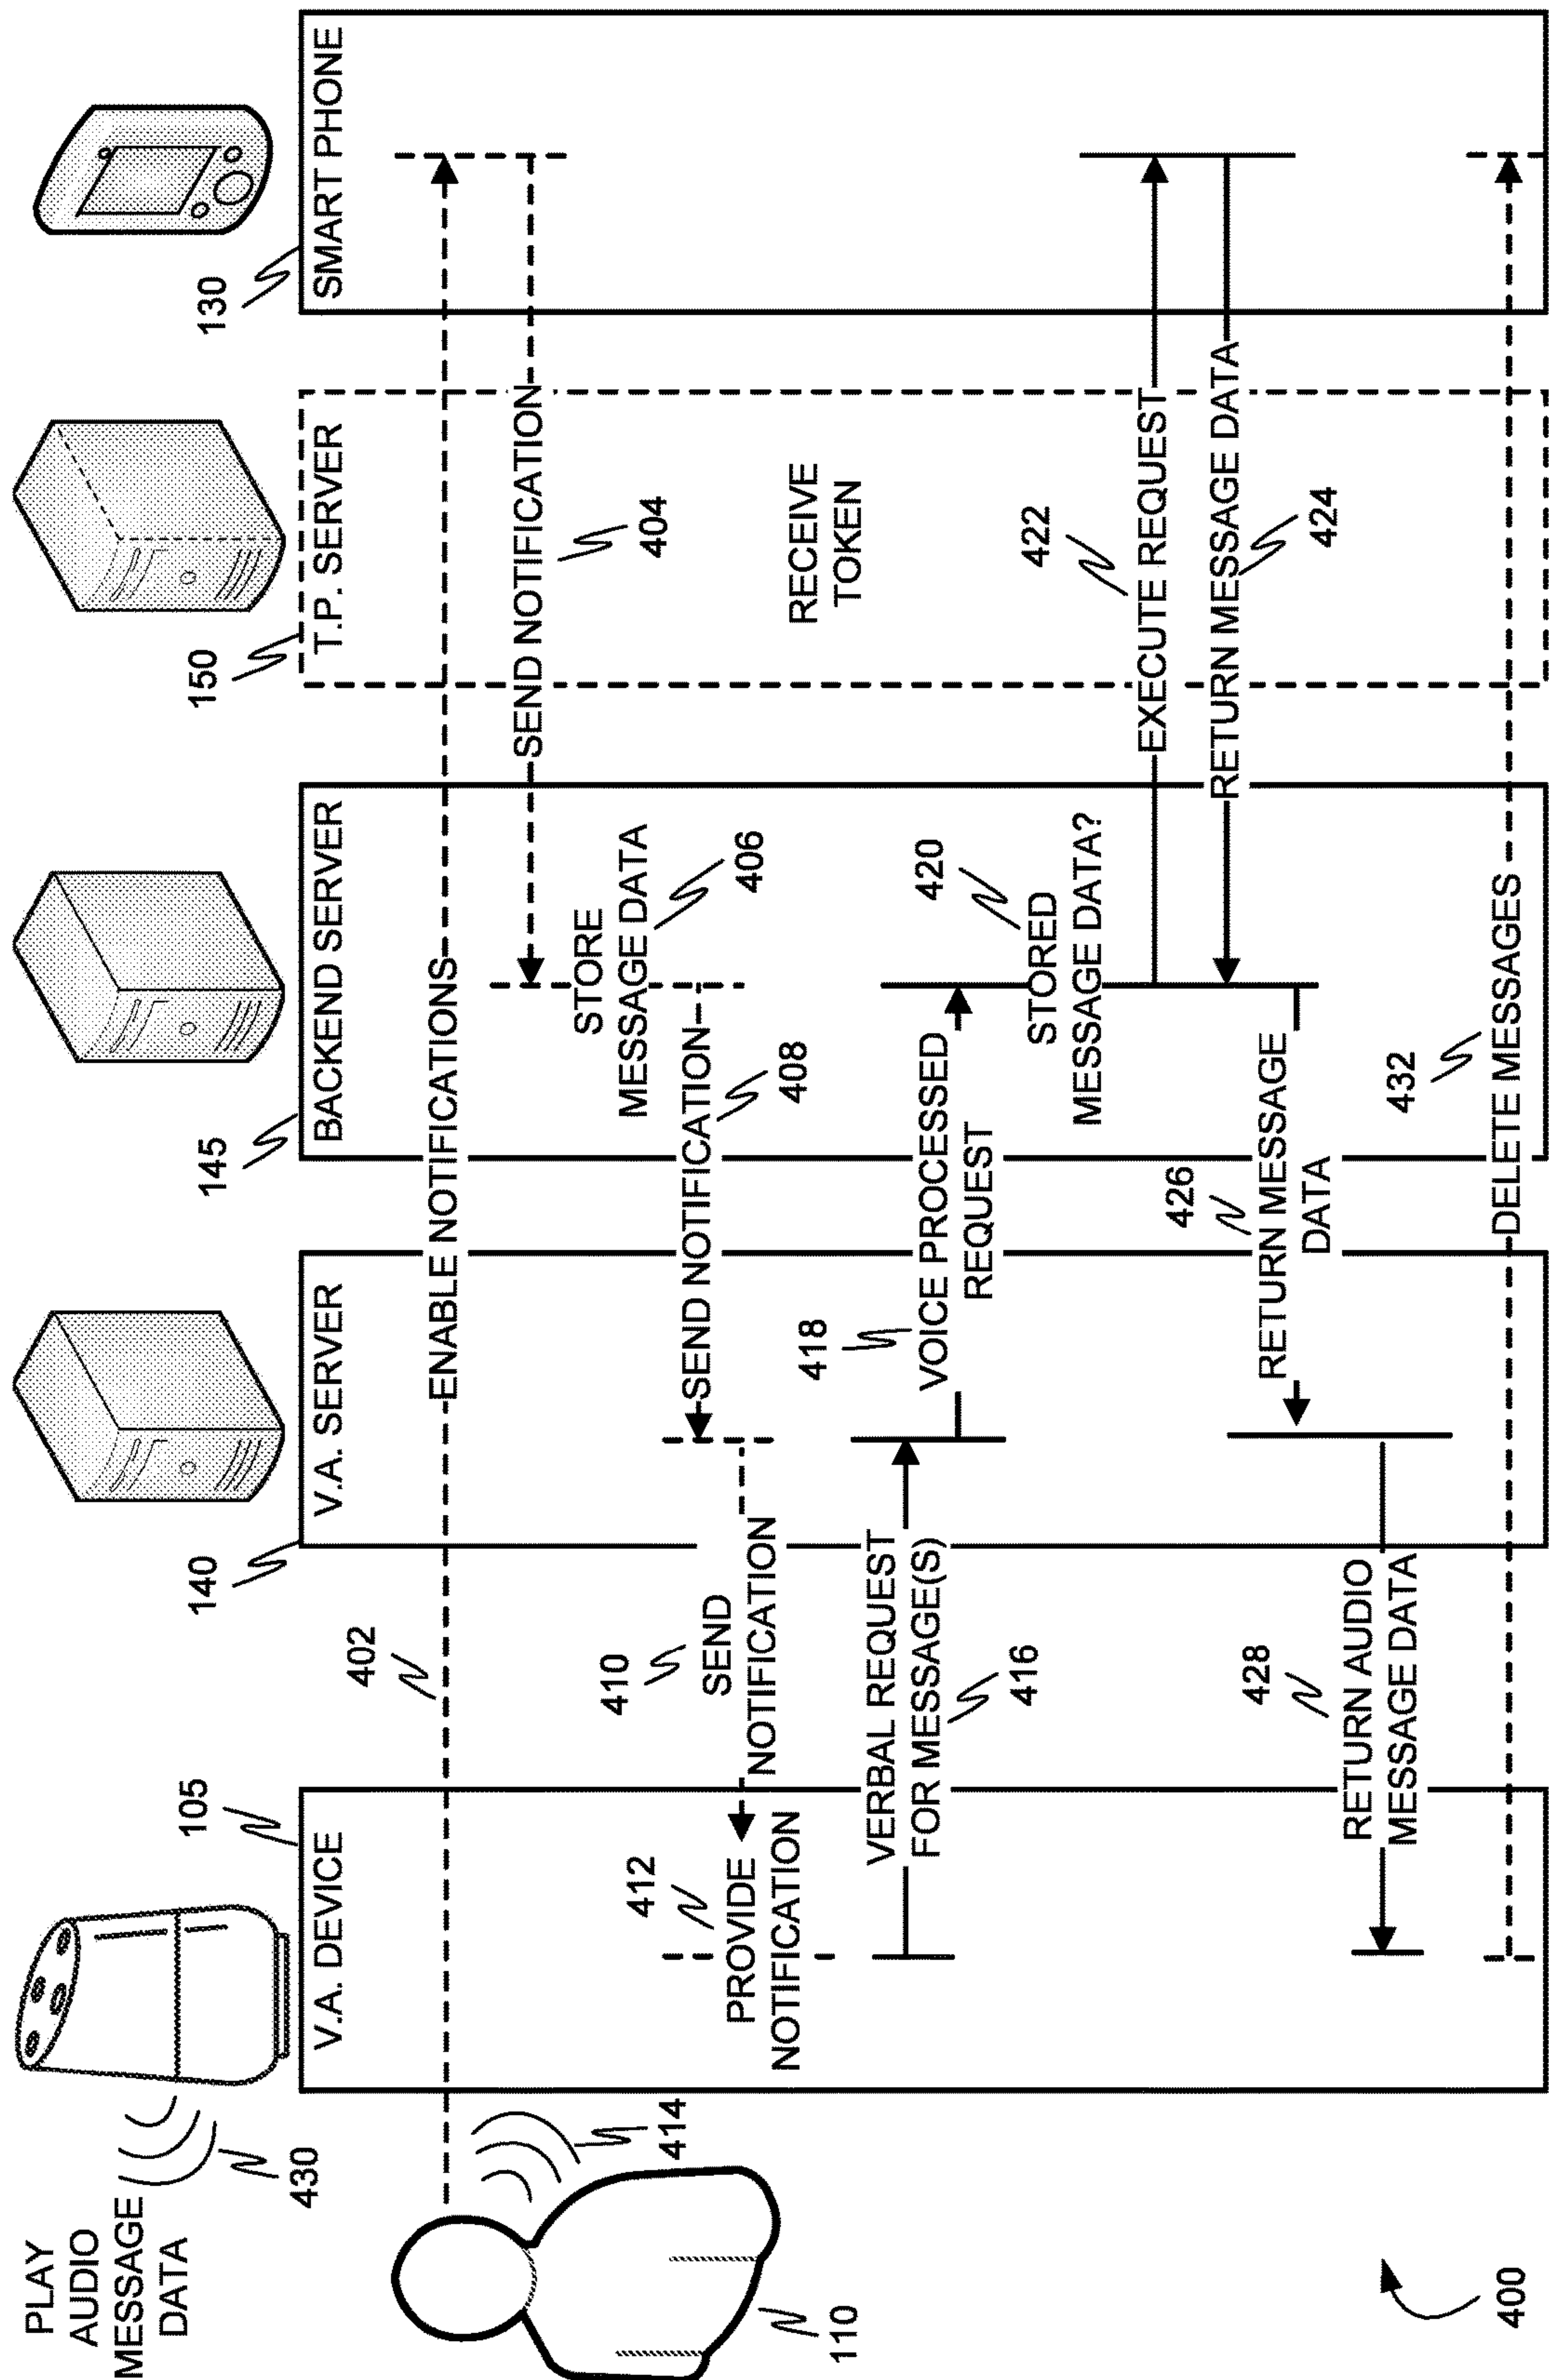 PLAY
AUDIO
MESSAGE
DATA
430
105
140
145
150
130
V.A. DEVICE
V.A. SERVER
BACKEND SERVER
T.P. SERVER
SMART PHONE
402
ENABLE NOTIFICATIONS
414
110
SEND NOTIFICATION
404
STORE
MESSAGE DATA
406
SEND NOTIFICATION
408
410
SEND
NOTIFICATION
412
PROVIDE
NOTIFICATION
RECEIVE
TOKEN
VERBAL REQUEST
FOR MESSAGE(S)
416
418
VOICE PROCESSED
REQUEST
420
STORED
MESSAGE DATA?
422
EXECUTE REQUEST
RETURN MESSAGE DATA
424
426
RETURN MESSAGE
DATA
428
RETURN AUDIO
MESSAGE DATA
432
DELETE MESSAGES
400